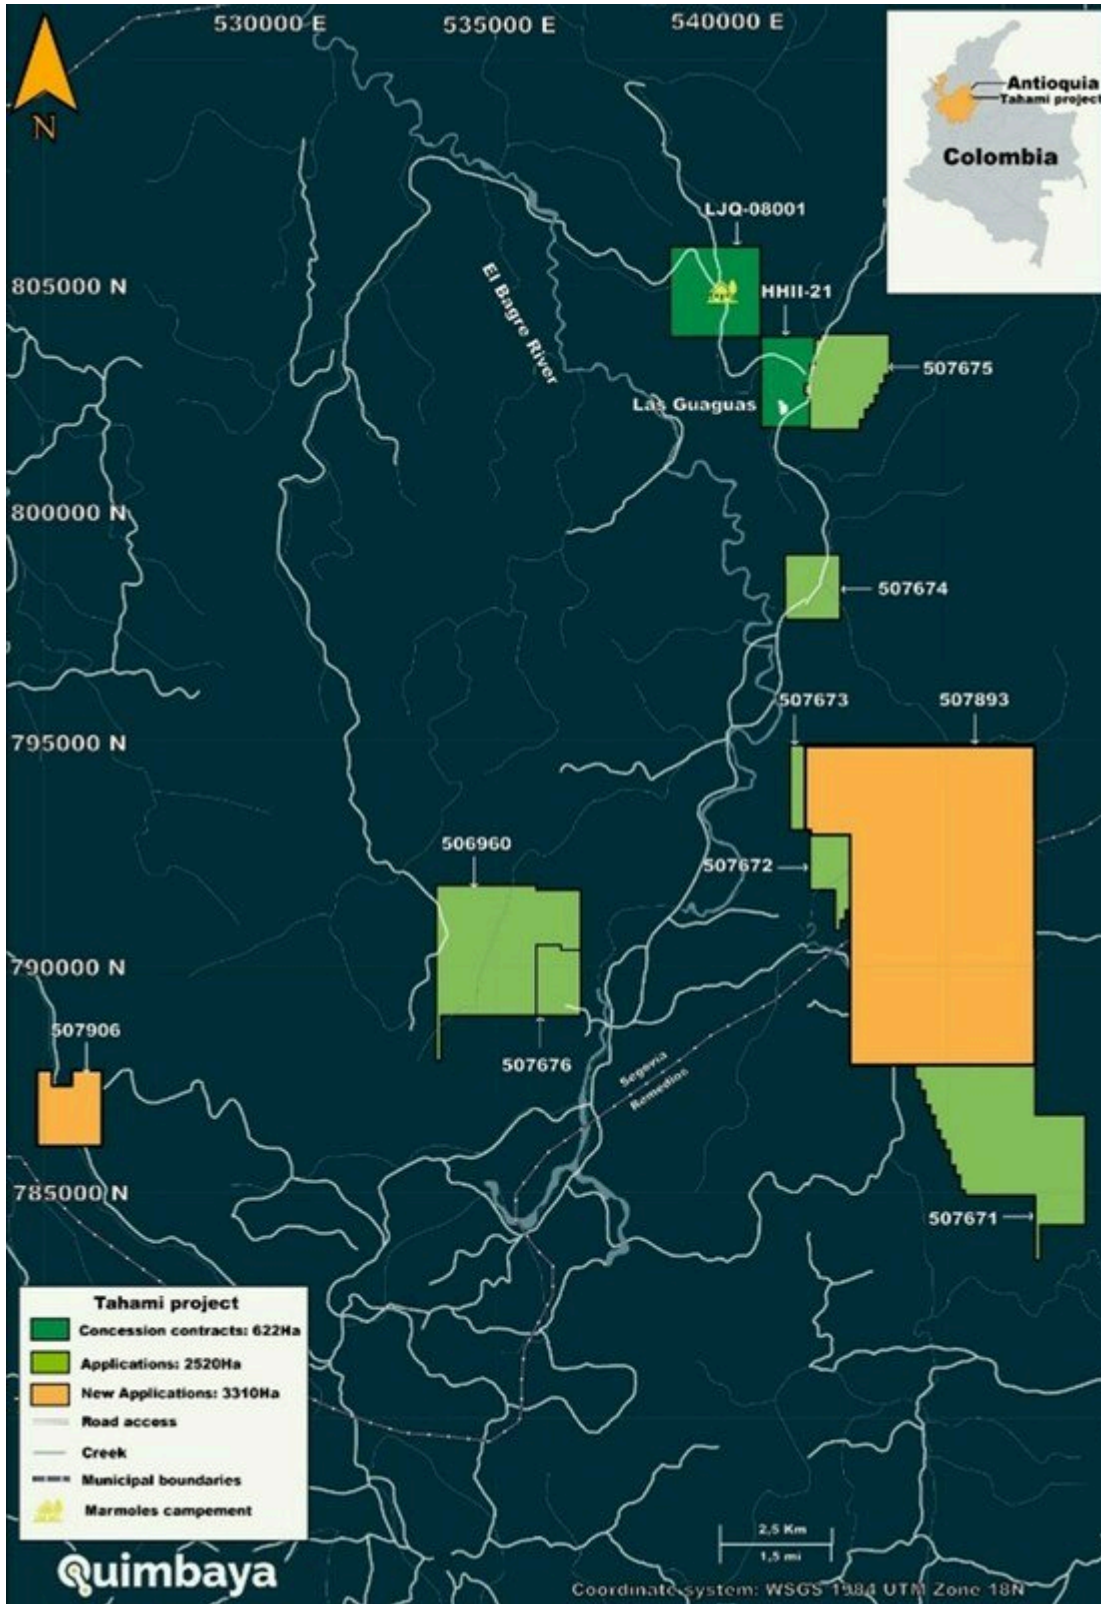 530000 E
535000 E
540000 E
N
Antioquia
Tahami project
Colombia
LJQ-08001
805000 N
El Bagre River
HHII-21
507675
Las Guaguas
800000 N
507674
507673
507893
795000 N
506960
507672
790000 N
507906
507676
Segovia
Remedios
785000 N
507671
Tahami project
Concession contracts: 622Ha
Applications: 2520Ha
New Applications: 3310Ha
Road access
Creek
Municipal boundaries
Marmoles campement
2,5 Km
1,5 mi
Quimbaya
Coordinate system: WSGS 1984 UTM Zone 18N